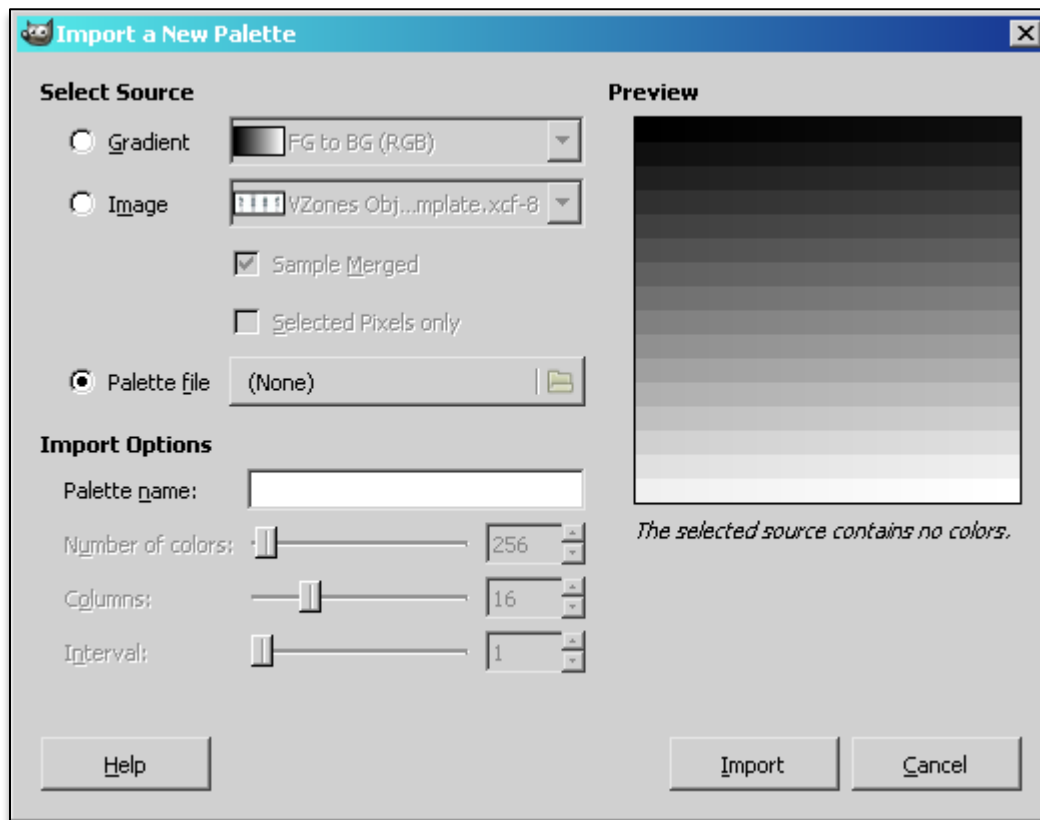 Import a New Palette
Select Source
Preview
Gradient
FG to BG (RGB)
Image
VZones Obj...mplate.xcf-8
Sample Merged
Selected Pixels only
Palette file
(None)
Import Options
Palette name:
The selected source contains no colors.
Number of colors:
256
Columns:
16
Interval:
1
Help
Import
Cancel